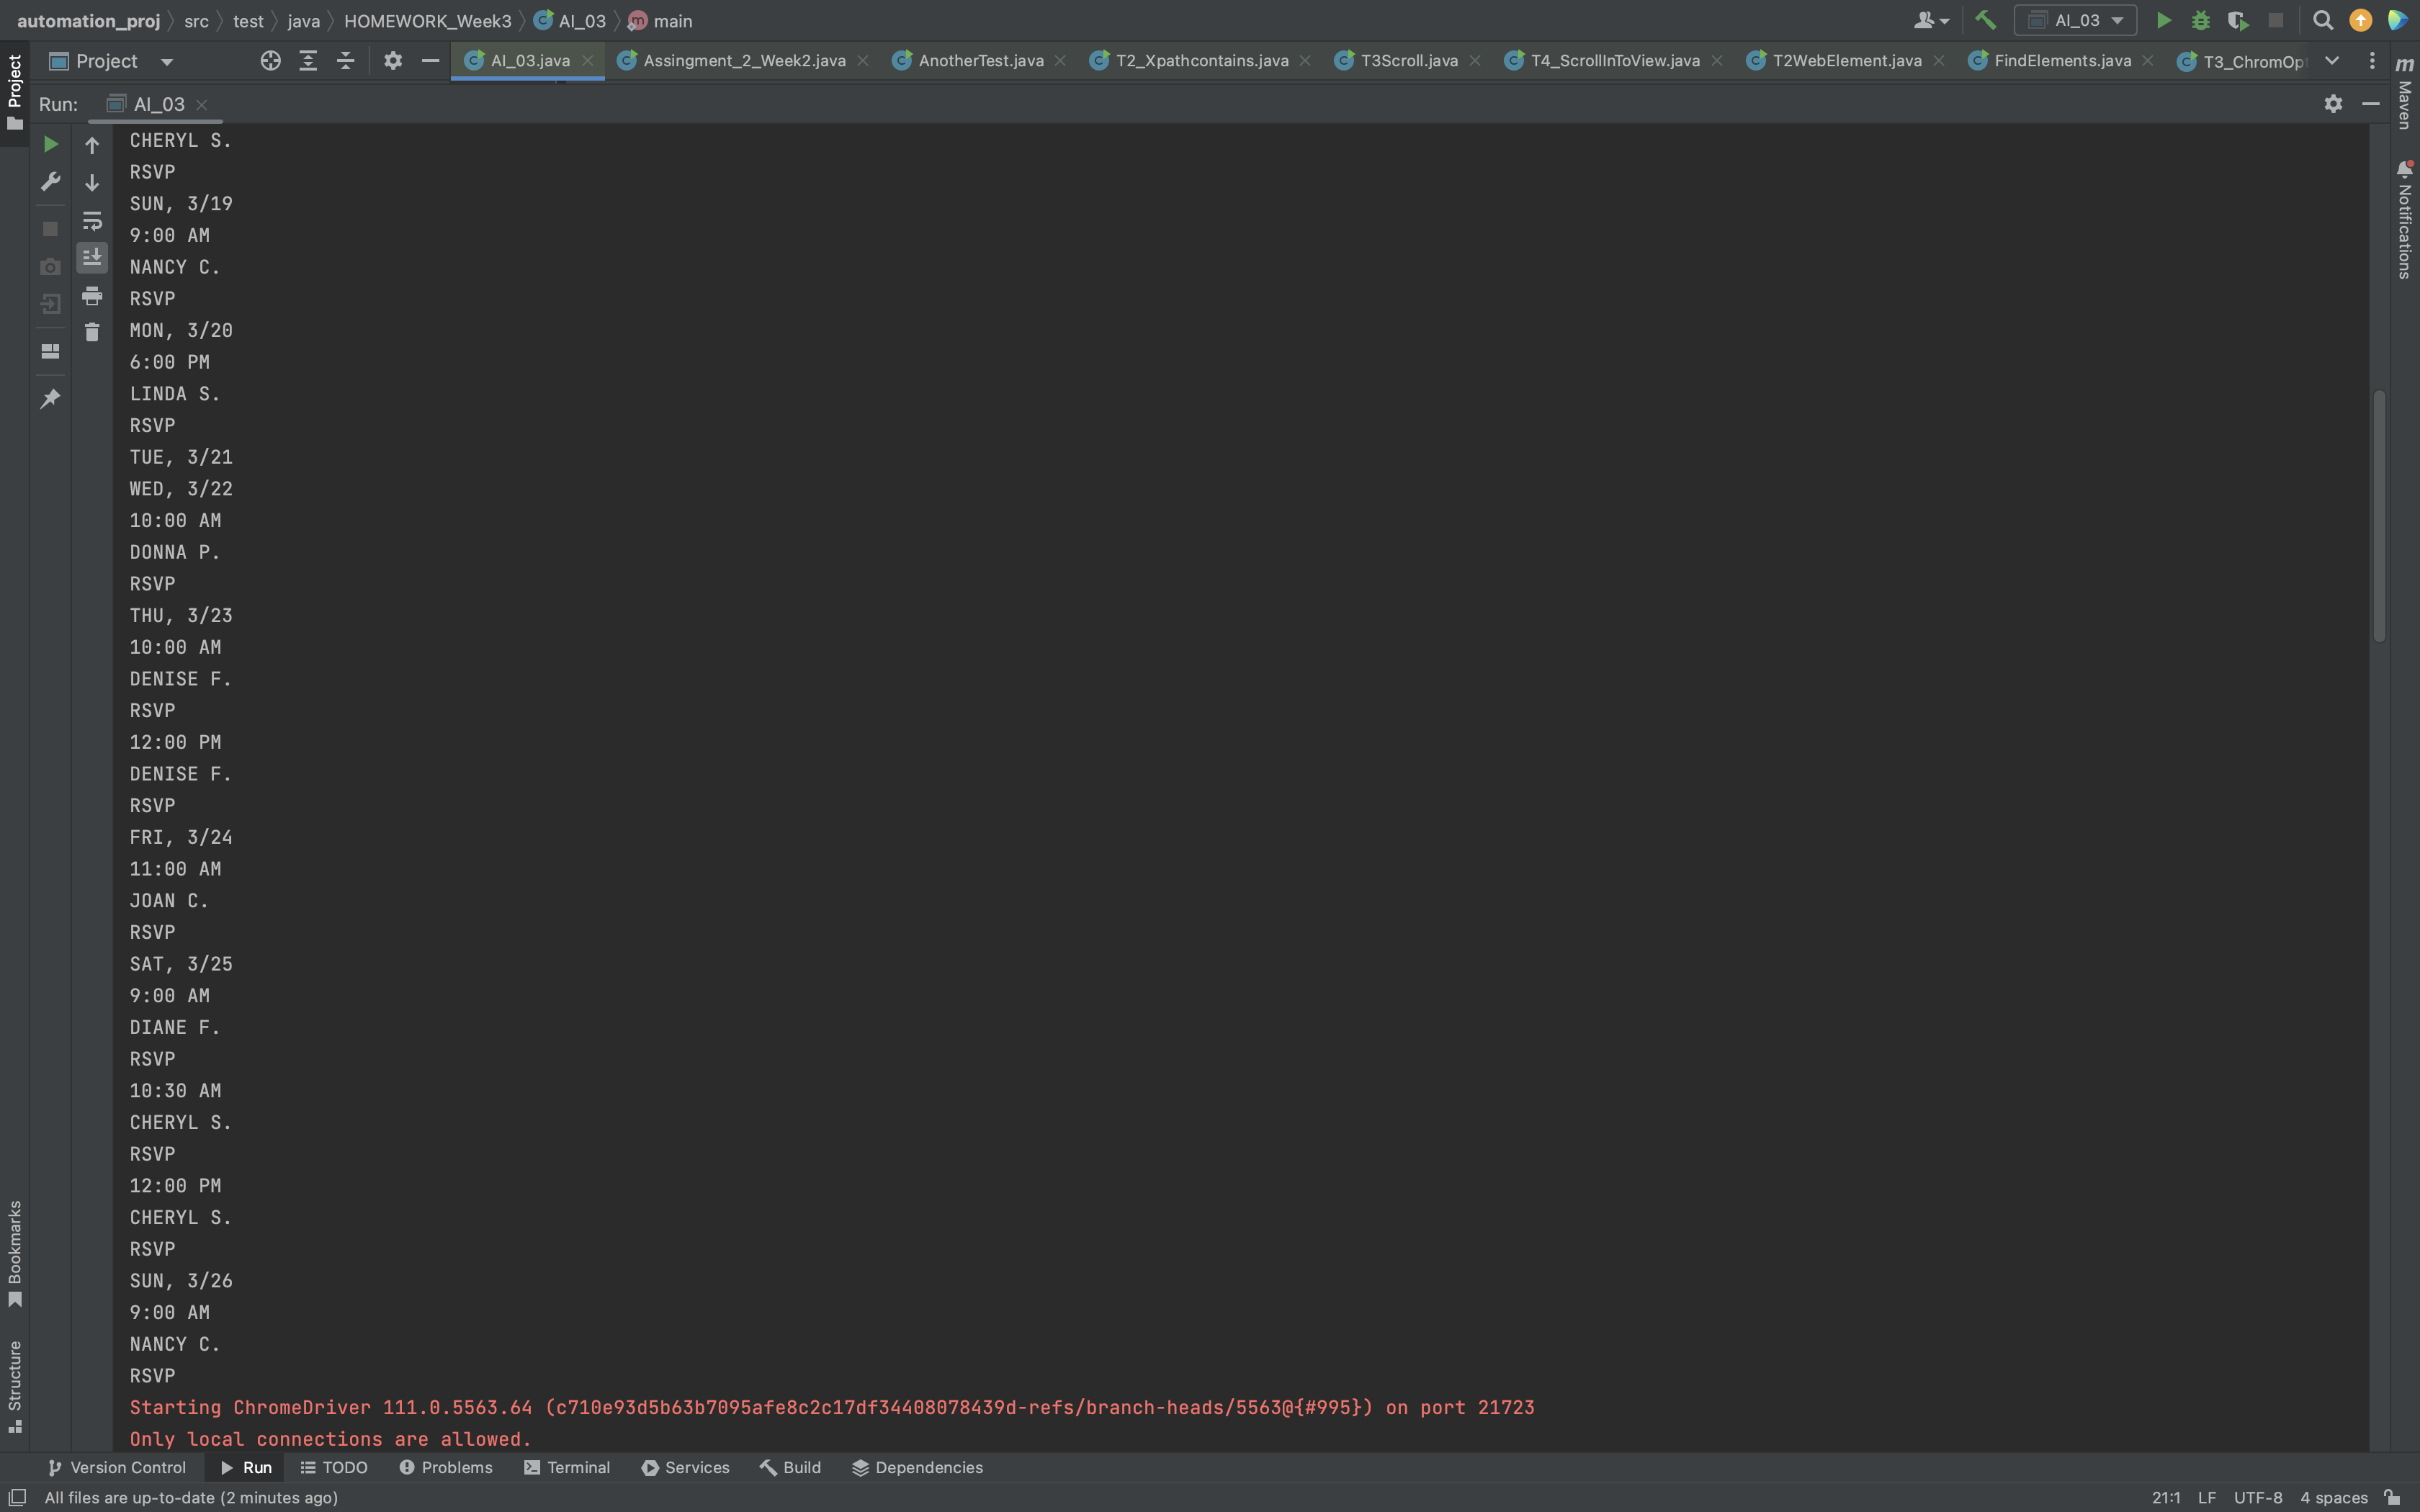 automation_proj src test java HOMEWORK_Week3 AI_03 main AI_03
Project AI_03.java Assingment_2_Week2.java AnotherTest.java T2_Xpathcontains.java T3Scroll.java T4_ScrollInToView.java T2WebElement.java FindElements.java T3_ChromOp
Run: AI_03
CHERYL S.
RSVP
SUN, 3/19
9:00 AM
NANCY C.
RSVP
MON, 3/20
6:00 PM
LINDA S.
RSVP
TUE, 3/21
WED, 3/22
10:00 AM
DONNA P.
RSVP
THU, 3/23
10:00 AM
DENISE F.
RSVP
12:00 PM
DENISE F.
RSVP
FRI, 3/24
11:00 AM
JOAN C.
RSVP
SAT, 3/25
9:00 AM
DIANE F.
RSVP
10:30 AM
CHERYL S.
RSVP
12:00 PM
CHERYL S.
RSVP
SUN, 3/26
9:00 AM
NANCY C.
RSVP
Starting ChromeDriver 111.0.5563.64 (c710e93d5b63b7095afe8c2c17df34408078439d-refs/branch-heads/5563@{#995}) on port 21723
Only local connections are allowed.
Project
Bookmarks
Structure
m Maven
Notifications
Version Control Run TODO Problems Terminal Services Build Dependencies
All files are up-to-date (2 minutes ago) 21:1 LF UTF-8 4 spaces